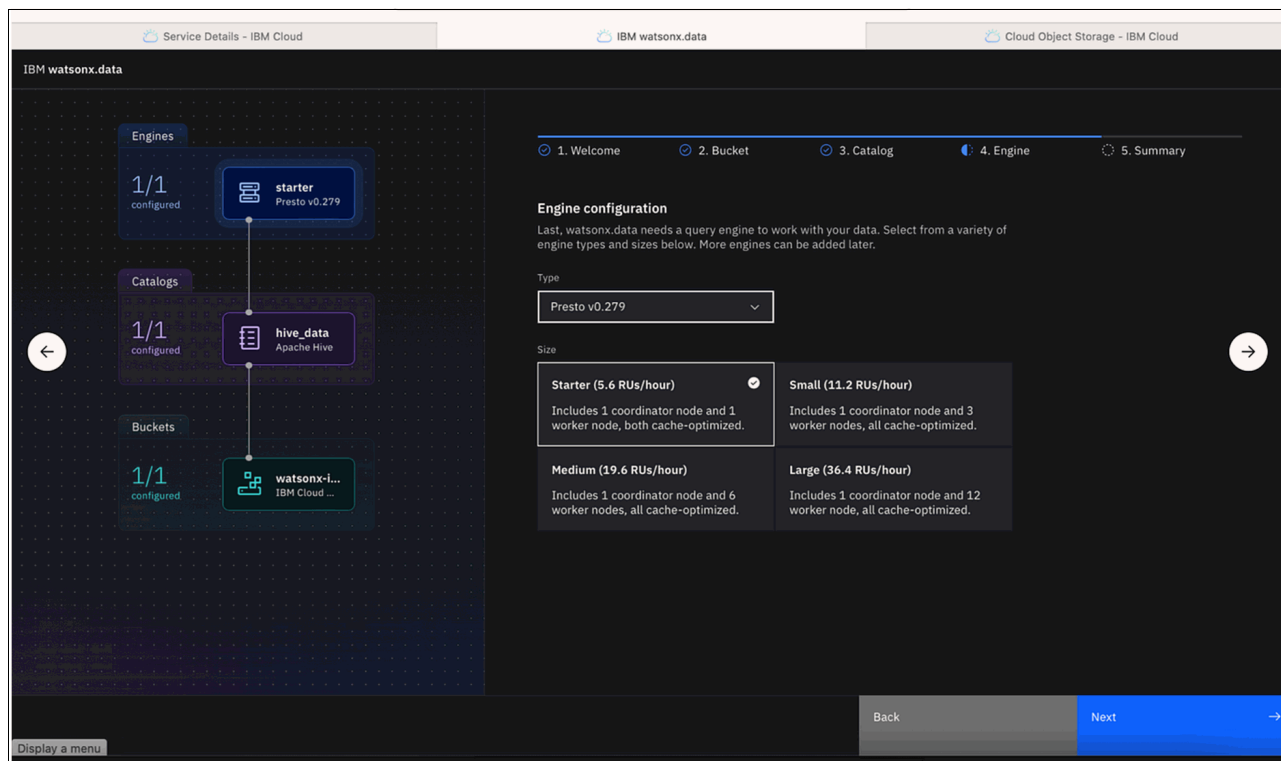 Service Details - IBM Cloud
IBM watsonx.data
Cloud Object Storage - IBM Cloud
IBM watsonx.data
Engines
1/1
configured
starter
Presto v0.279
Catalogs
1/1
configured
hive_data
Apache Hive
Buckets
1/1
configured
watsonx-i...
IBM Cloud ...
1. Welcome
2. Bucket
3. Catalog
4. Engine
5. Summary
Engine configuration
Last, watsonx.data needs a query engine to work with your data. Select from a variety of
engine types and sizes below. More engines can be added later.
Type
Presto v0.279
Size
Starter (5.6 RUs/hour)
Includes 1 coordinator node and 1
worker node, both cache-optimized.
Small (11.2 RUs/hour)
Includes 1 coordinator node and 3
worker nodes, all cache-optimized.
Medium (19.6 RUs/hour)
Includes 1 coordinator node and 6
worker nodes, all cache-optimized.
Large (36.4 RUs/hour)
Includes 1 coordinator node and 12
worker node, all cache-optimized.
Back
Next
Display a menu